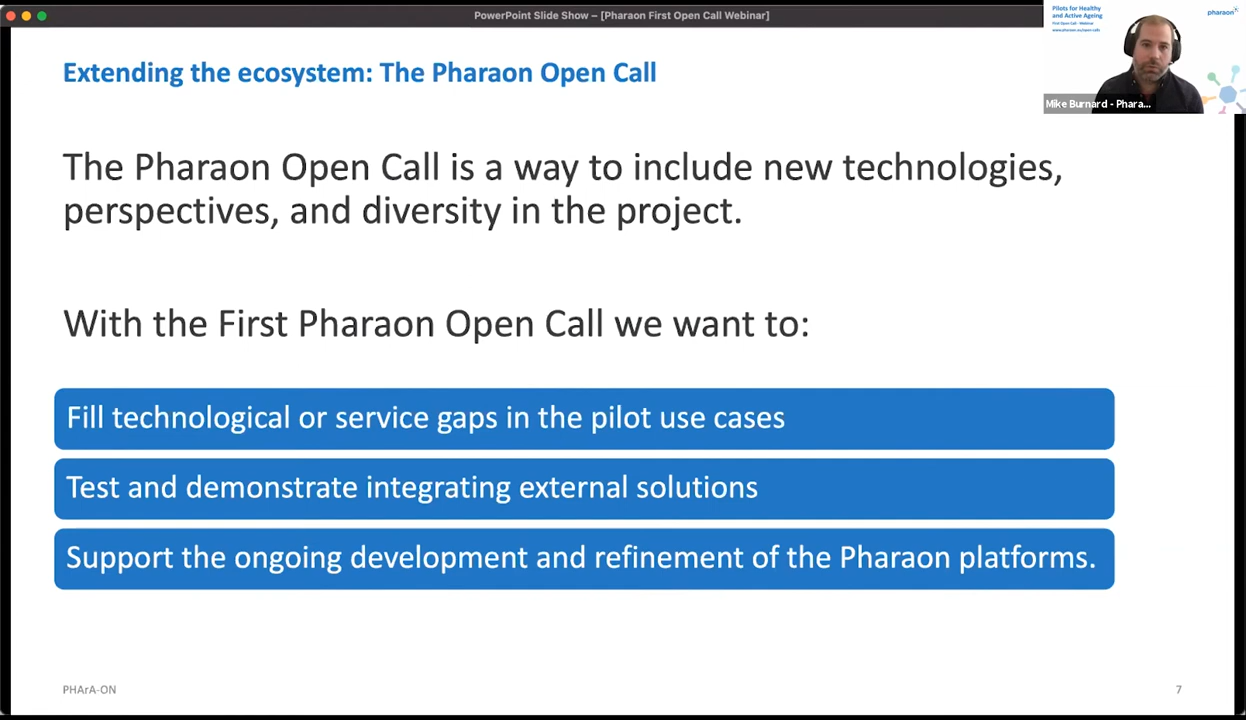 PowerPoint Slide Show – [Pharaon First Open Call Webinar]
Pilots for Healthy
and Active Ageing
First Open Call - Webinar
www.pharaon.eu/open-calls
pharaon
Mike Burnard - Phara...
Extending the ecosystem: The Pharaon Open Call
The Pharaon Open Call is a way to include new technologies,
perspectives, and diversity in the project.
With the First Pharaon Open Call we want to:
Fill technological or service gaps in the pilot use cases
Test and demonstrate integrating external solutions
Support the ongoing development and refinement of the Pharaon platforms.
PHArA-ON
7